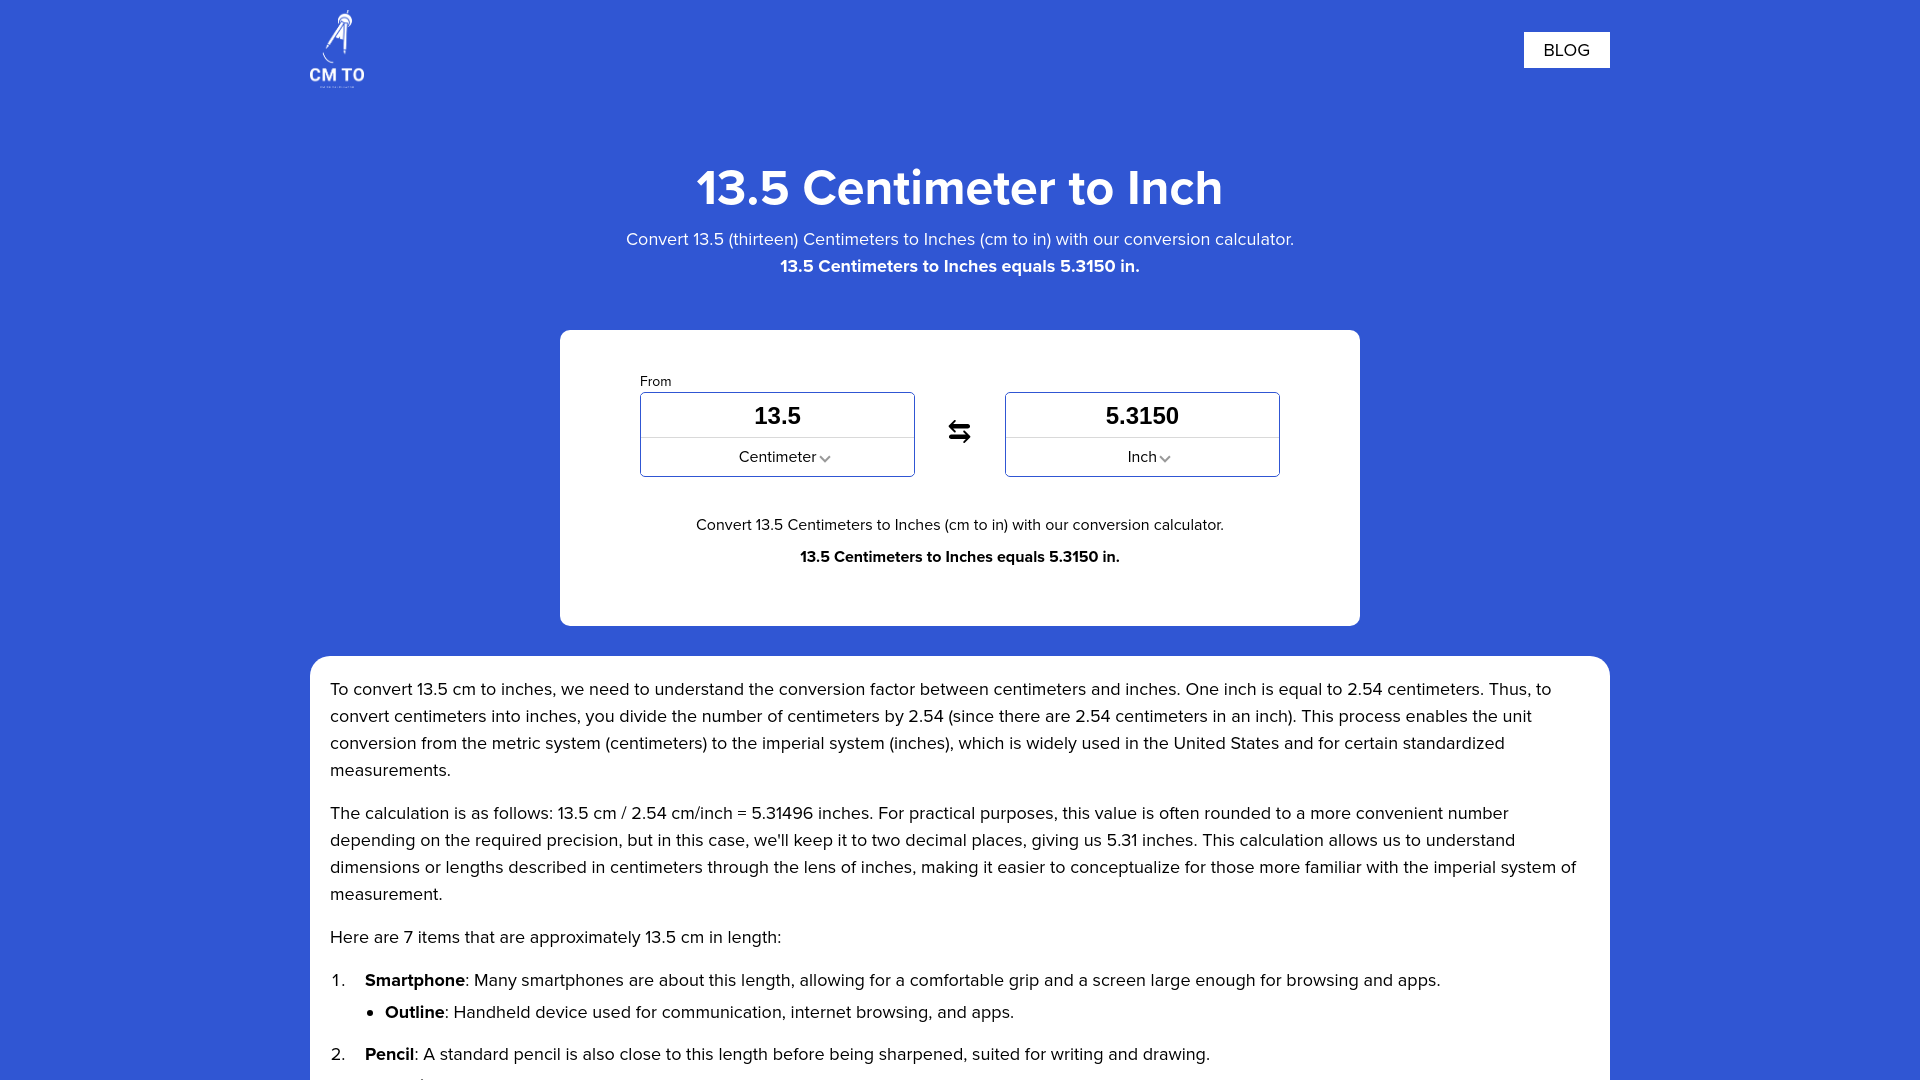 CM TO
BLOG
13.5 Centimeter to Inch
Convert 13.5 (thirteen) Centimeters to Inches (cm to in) with our conversion calculator.
13.5 Centimeters to Inches equals 5.3150 in.
From
13.5
5.3150
Centimeter
Inch
Convert 13.5 Centimeters to Inches (cm to in) with our conversion calculator.
13.5 Centimeters to Inches equals 5.3150 in.
To convert 13.5 cm to inches, we need to understand the conversion factor between centimeters and inches. One inch is equal to 2.54 centimeters. Thus, to
convert centimeters into inches, you divide the number of centimeters by 2.54 (since there are 2.54 centimeters in an inch). This process enables the unit
conversion from the metric system (centimeters) to the imperial system (inches), which is widely used in the United States and for certain standardized
measurements.
The calculation is as follows: 13.5 cm / 2.54 cm/inch = 5.31496 inches. For practical purposes, this value is often rounded to a more convenient number
depending on the required precision, but in this case, we'll keep it to two decimal places, giving us 5.31 inches. This calculation allows us to understand
dimensions or lengths described in centimeters through the lens of inches, making it easier to conceptualize for those more familiar with the imperial system of
measurement.
Here are 7 items that are approximately 13.5 cm in length:
1. Smartphone: Many smartphones are about this length, allowing for a comfortable grip and a screen large enough for browsing and apps.
• Outline: Handheld device used for communication, internet browsing, and apps.
2. Pencil: A standard pencil is also close to this length before being sharpened, suited for writing and drawing.